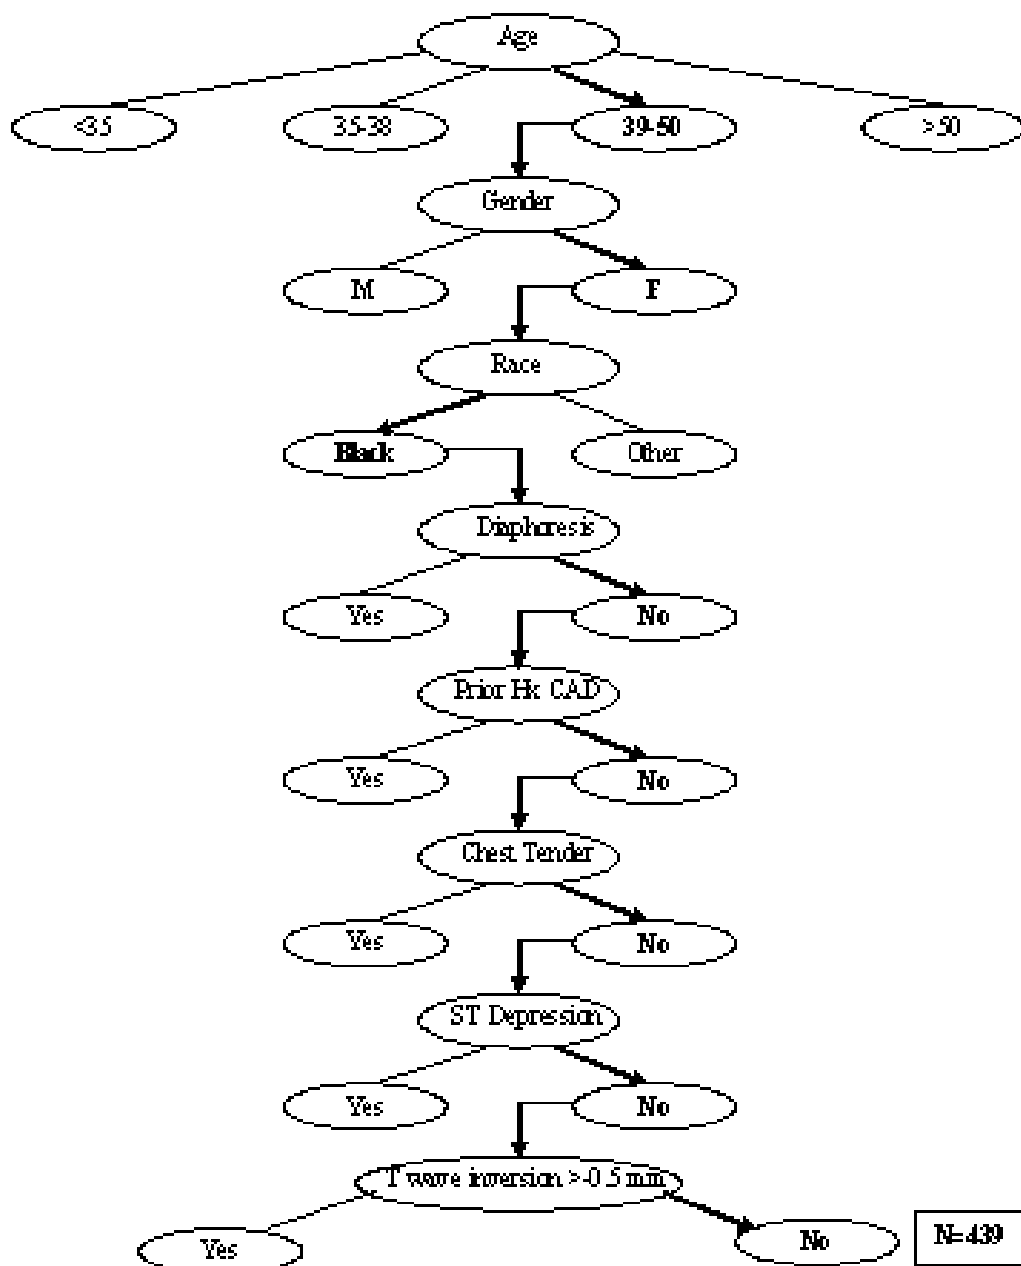 Age
<35
35-38
39-50
>50
Gender
M
F
Race
Black
Other
Diaphoresis
Yes
No
Prior Hx CAD
Yes
No
Chest Tender
Yes
No
ST Depression
Yes
No
T wave inversion >-0.5 mm
Yes
No
N=439